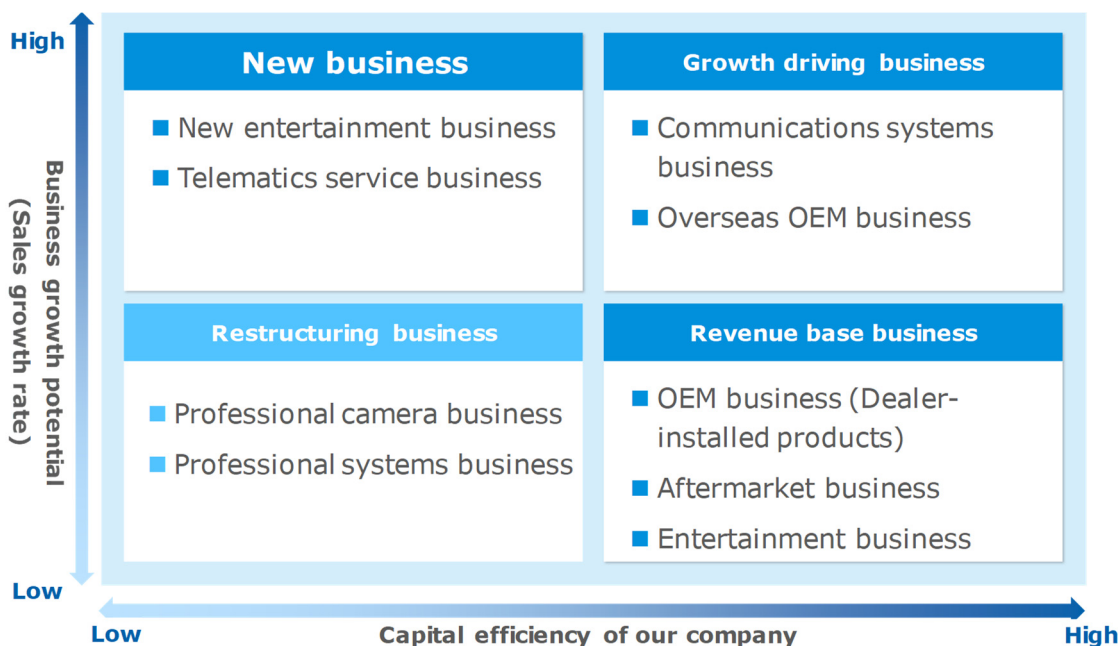 High
New business
New entertainment business
Telematics service business
Growth driving business
Communications systems
business
Overseas OEM business
Business growth potential
(Sales growth rate)
Restructuring business
Professional camera business
Professional systems business
Revenue base business
OEM business (Dealer-
installed products)
Aftermarket business
Entertainment business
Low
Low
Capital efficiency of our company
High